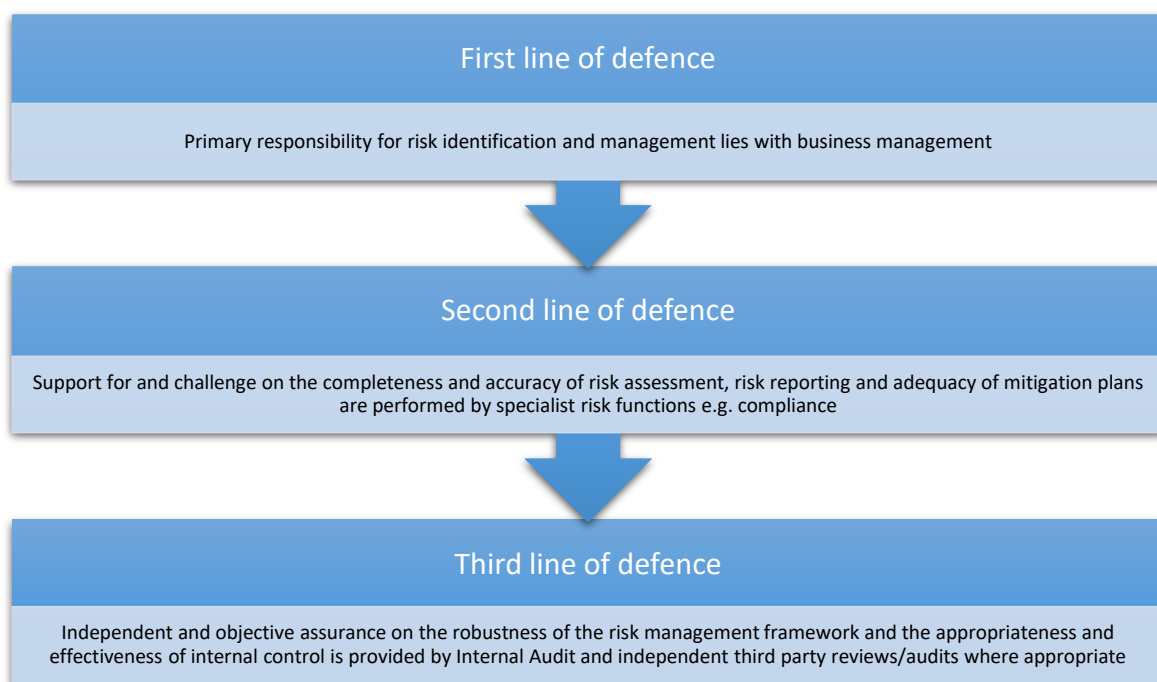 First line of defence
Primary responsibility for risk identification and management lies with business management
Second line of defence
Support for and challenge on the completeness and accuracy of risk assessment, risk reporting and adequacy of mitigation plans
are performed by specialist risk functions e.g. compliance
Third line of defence
Independent and objective assurance on the robustness of the risk management framework and the appropriateness and
effectiveness of internal control is provided by Internal Audit and independent third party reviews/audits where appropriate